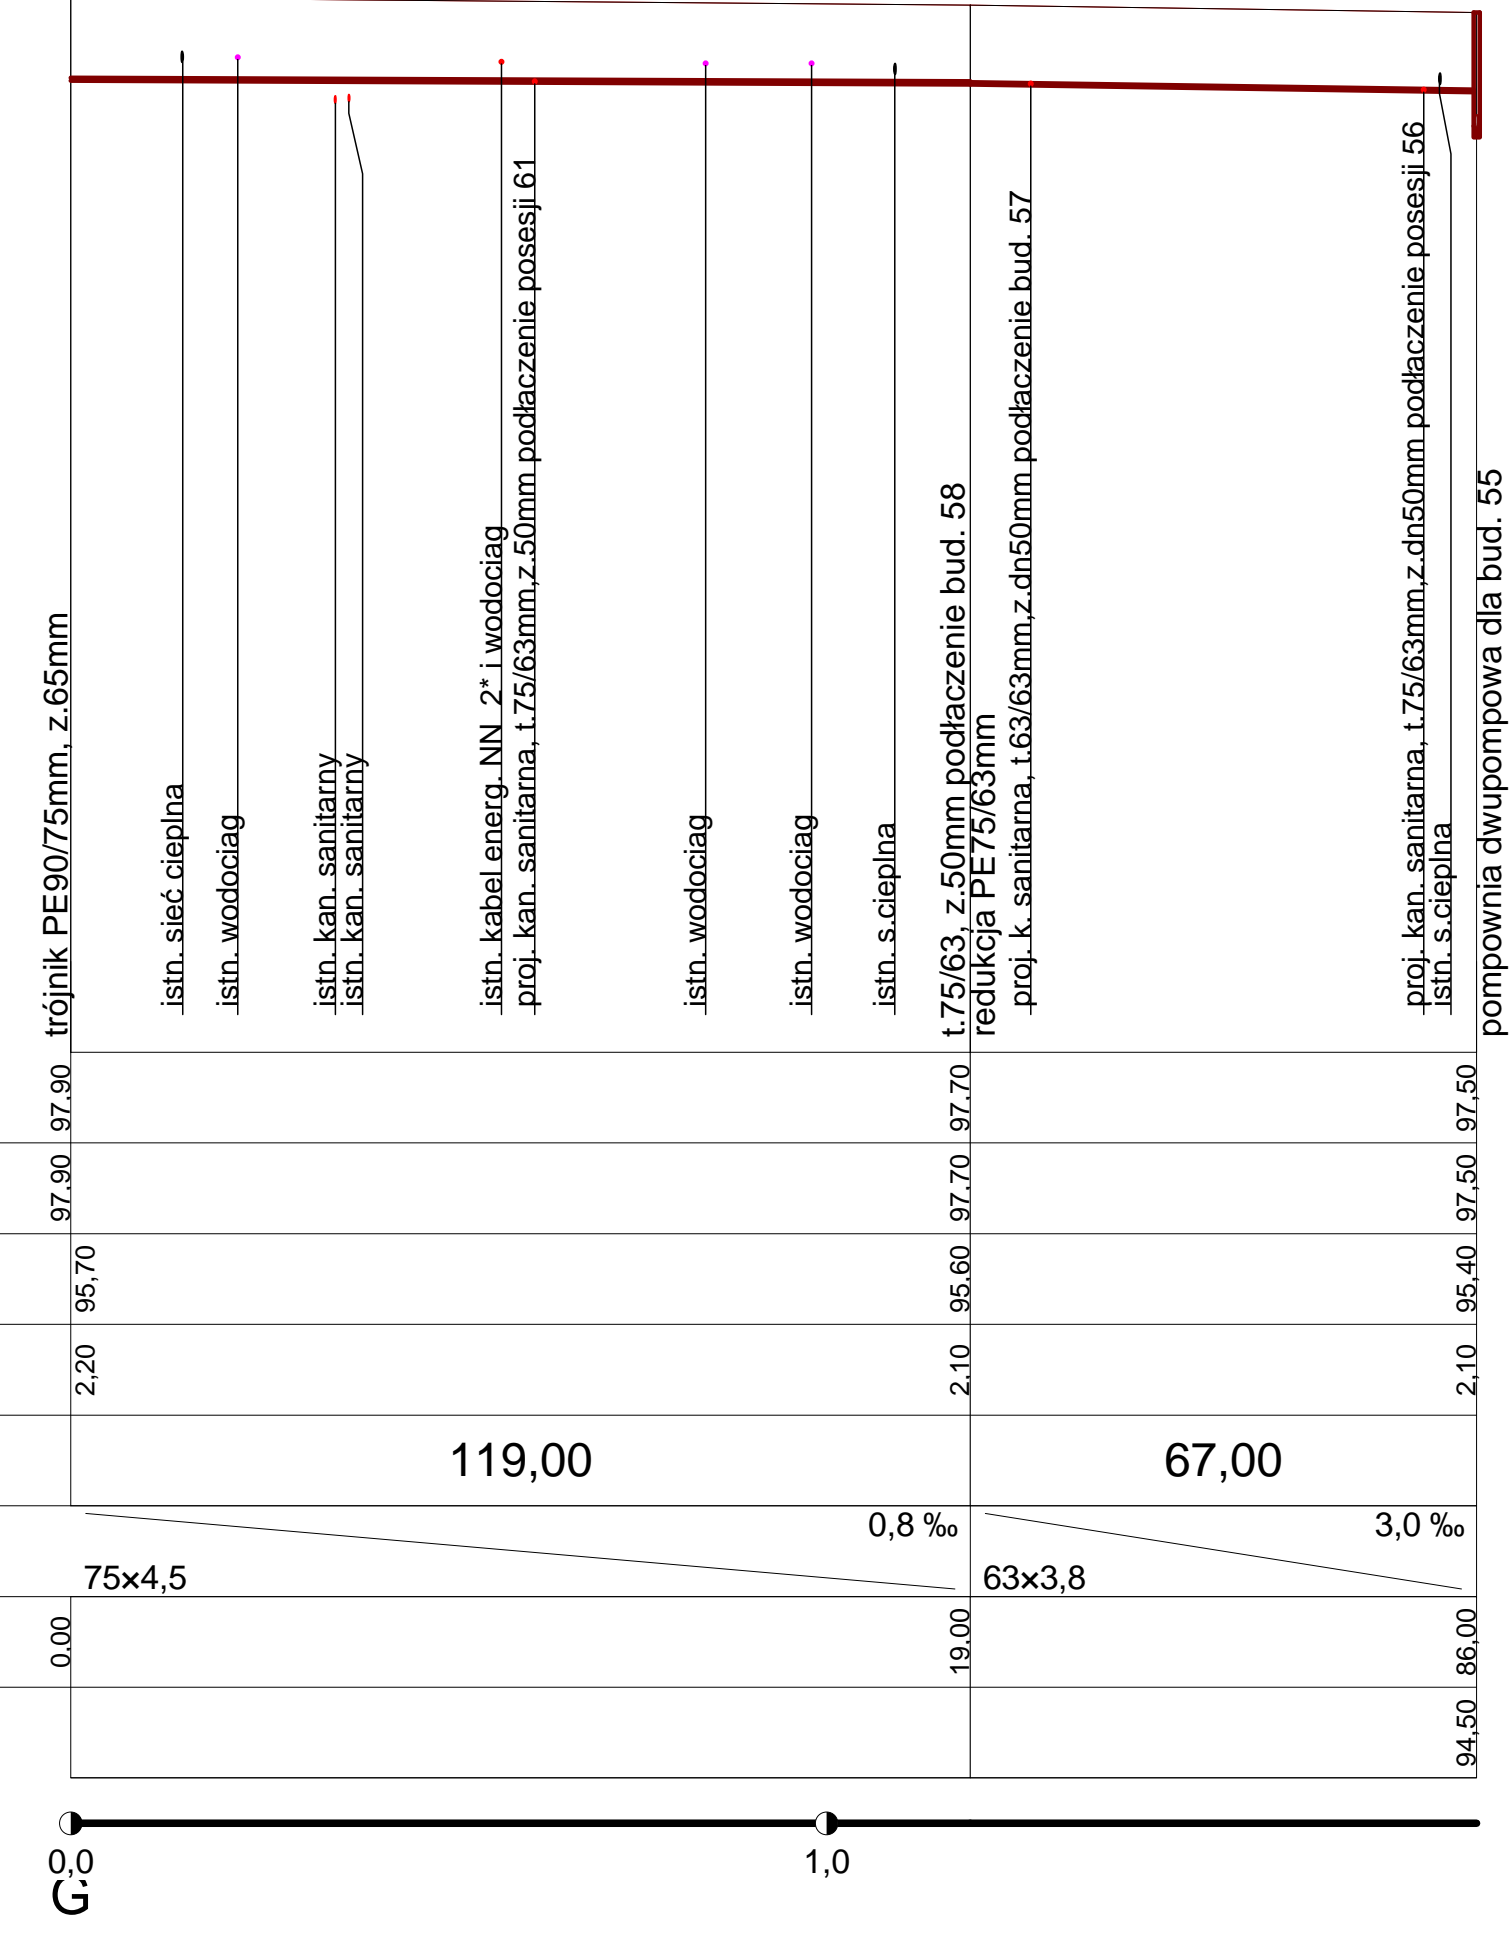 trójnik PE90/75mm, z.65mm
istn. sieć cieplna
istn. wodociag
istn. kan. sanitarny
istn. kan. sanitarny
istn. kabel energ. NN 2* i wodociag
proj. kan. sanitarna, t.75/63mm,z.50mm podłaczenie posesji 61
istn. wodociag
istn. wodociag
istn. s.cieplna
t.75/63, z.50mm podłaczenie bud. 58
redukcja PE75/63mm
proj. k. sanitarna, t.63/63mm,z.dn50mm podłaczenie bud. 57
proj. kan. sanitarna, t.75/63mm,z.dn50mm podłaczenie posesji 56
istn. s.cieplna
pompownia dwupompowa dla bud. 55
97,90 97,70 97,50
97,90 97,70 97,50
95,70 95,60 95,40
2,20 2,10 2,10
119,00 67,00
0,8 ‰ 3,0 ‰
75×4,5 63×3,8
0,00 19,00 86,00
94,50
0,0 1,0
G